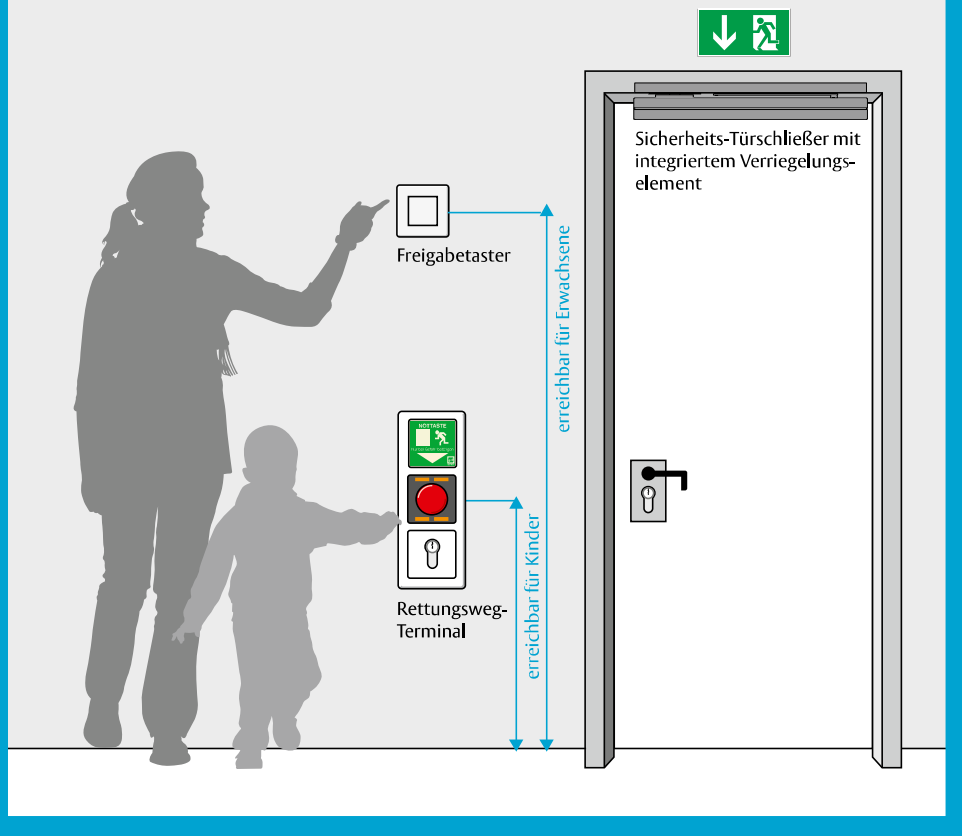 Sicherheits-Türschließer mit
integriertem Verriegelungs-
element
Freigabetaster
erreichbar für Erwachsene
NOTTASTE
Rettungsweg-
Terminal
erreichbar für Kinder